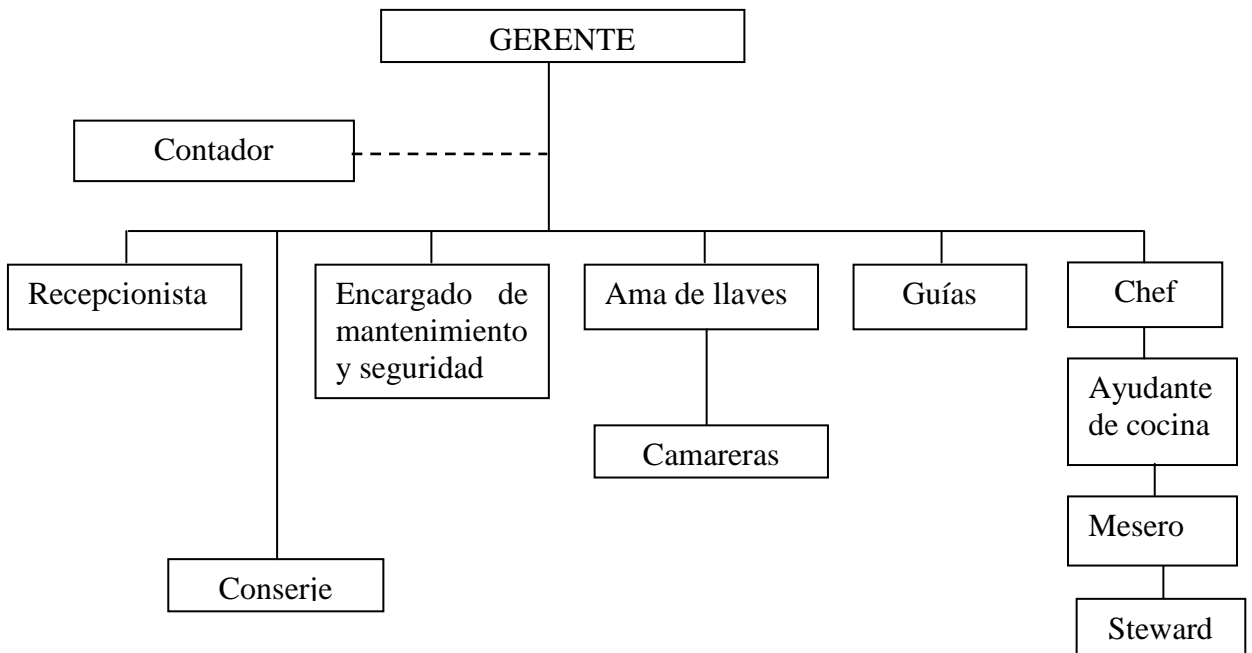 GERENTE
Contador
Recepcionista
Encargado de
mantenimiento
y seguridad
Ama de llaves
Guías
Chef
Ayudante
de cocina
Camareras
Mesero
Conserje
Steward